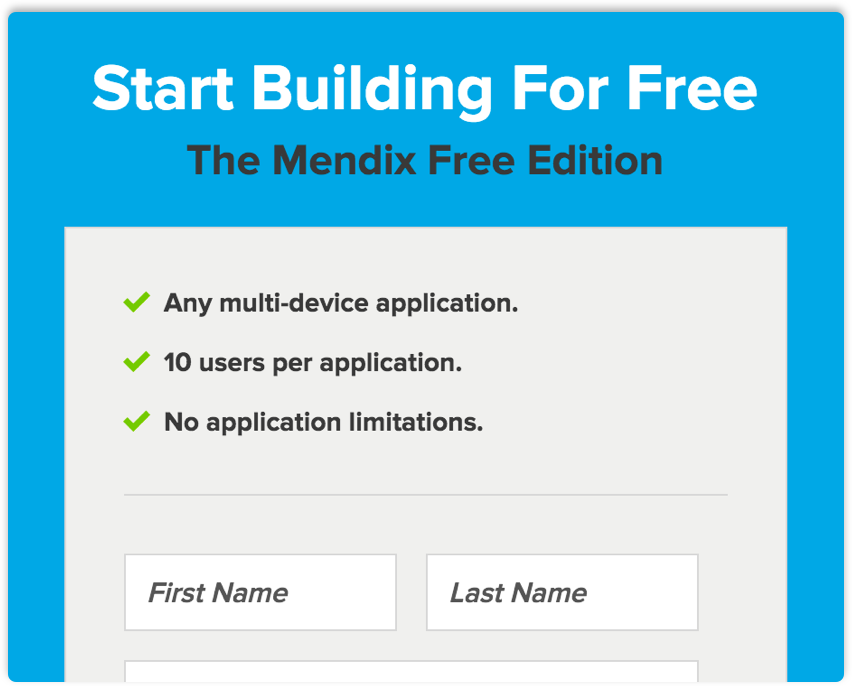 Start Building For Free
The Mendix Free Edition
Any multi-device application.
10 users per application.
No application limitations.
First Name
Last Name